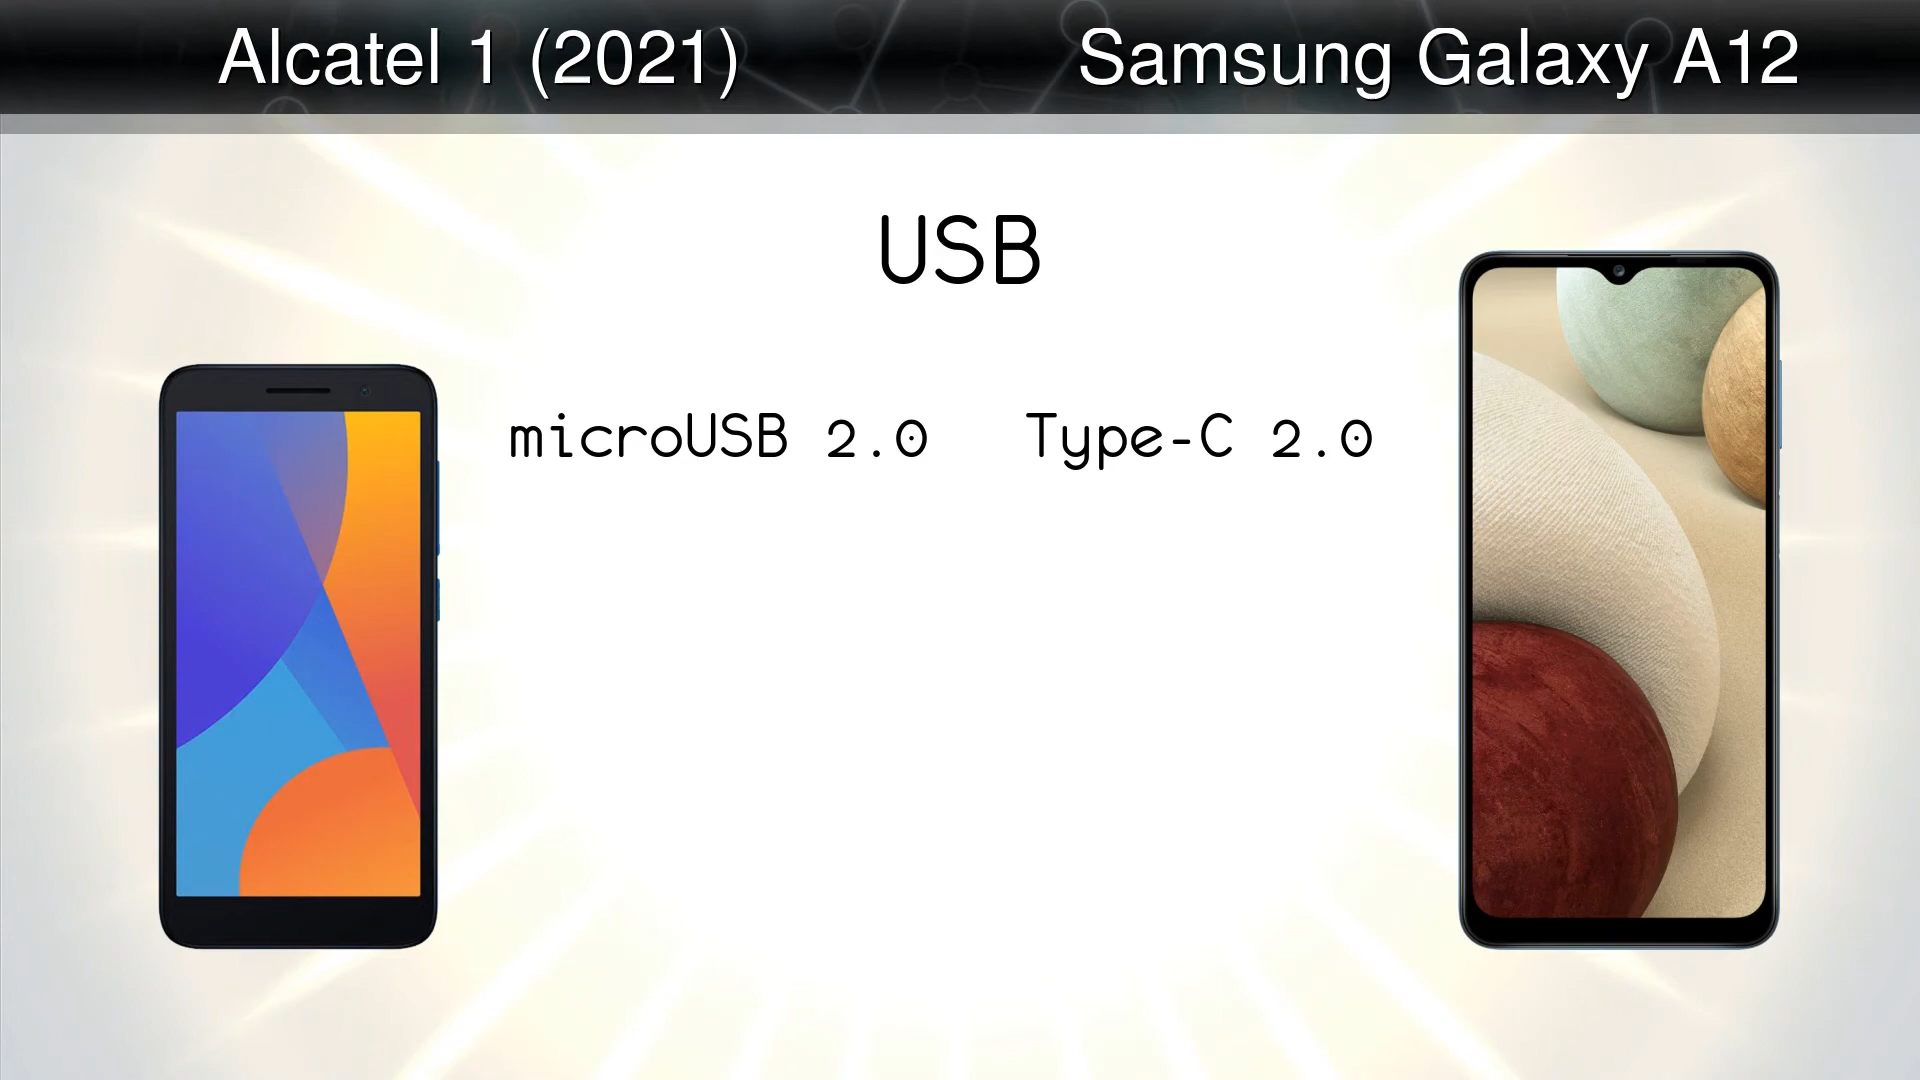 Alcatel 1 (2021)
Samsung Galaxy A12
USB
microUSB 2.0
Type-C 2.0